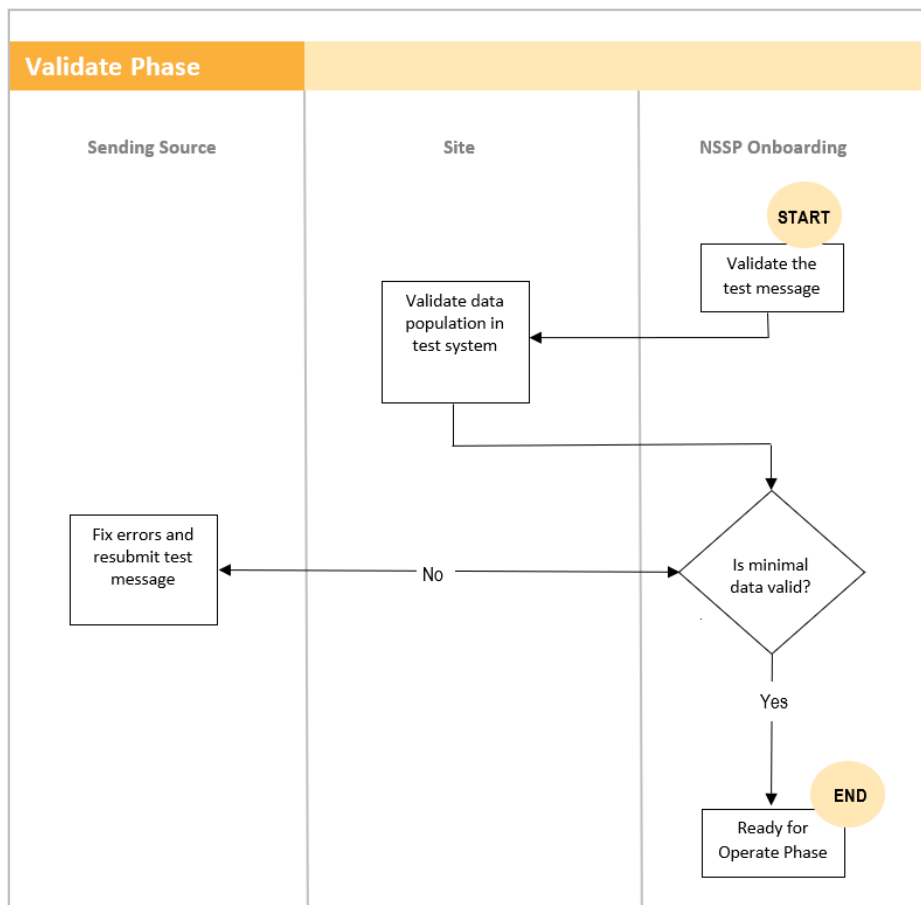 Validate Phase
Sending Source
Site
NSSP Onboarding
START
Validate the
test message
Validate data
population in
test system
Fix errors and
resubmit test
message
No
Is minimal
data valid?
Yes
END
Ready for
Operate Phase